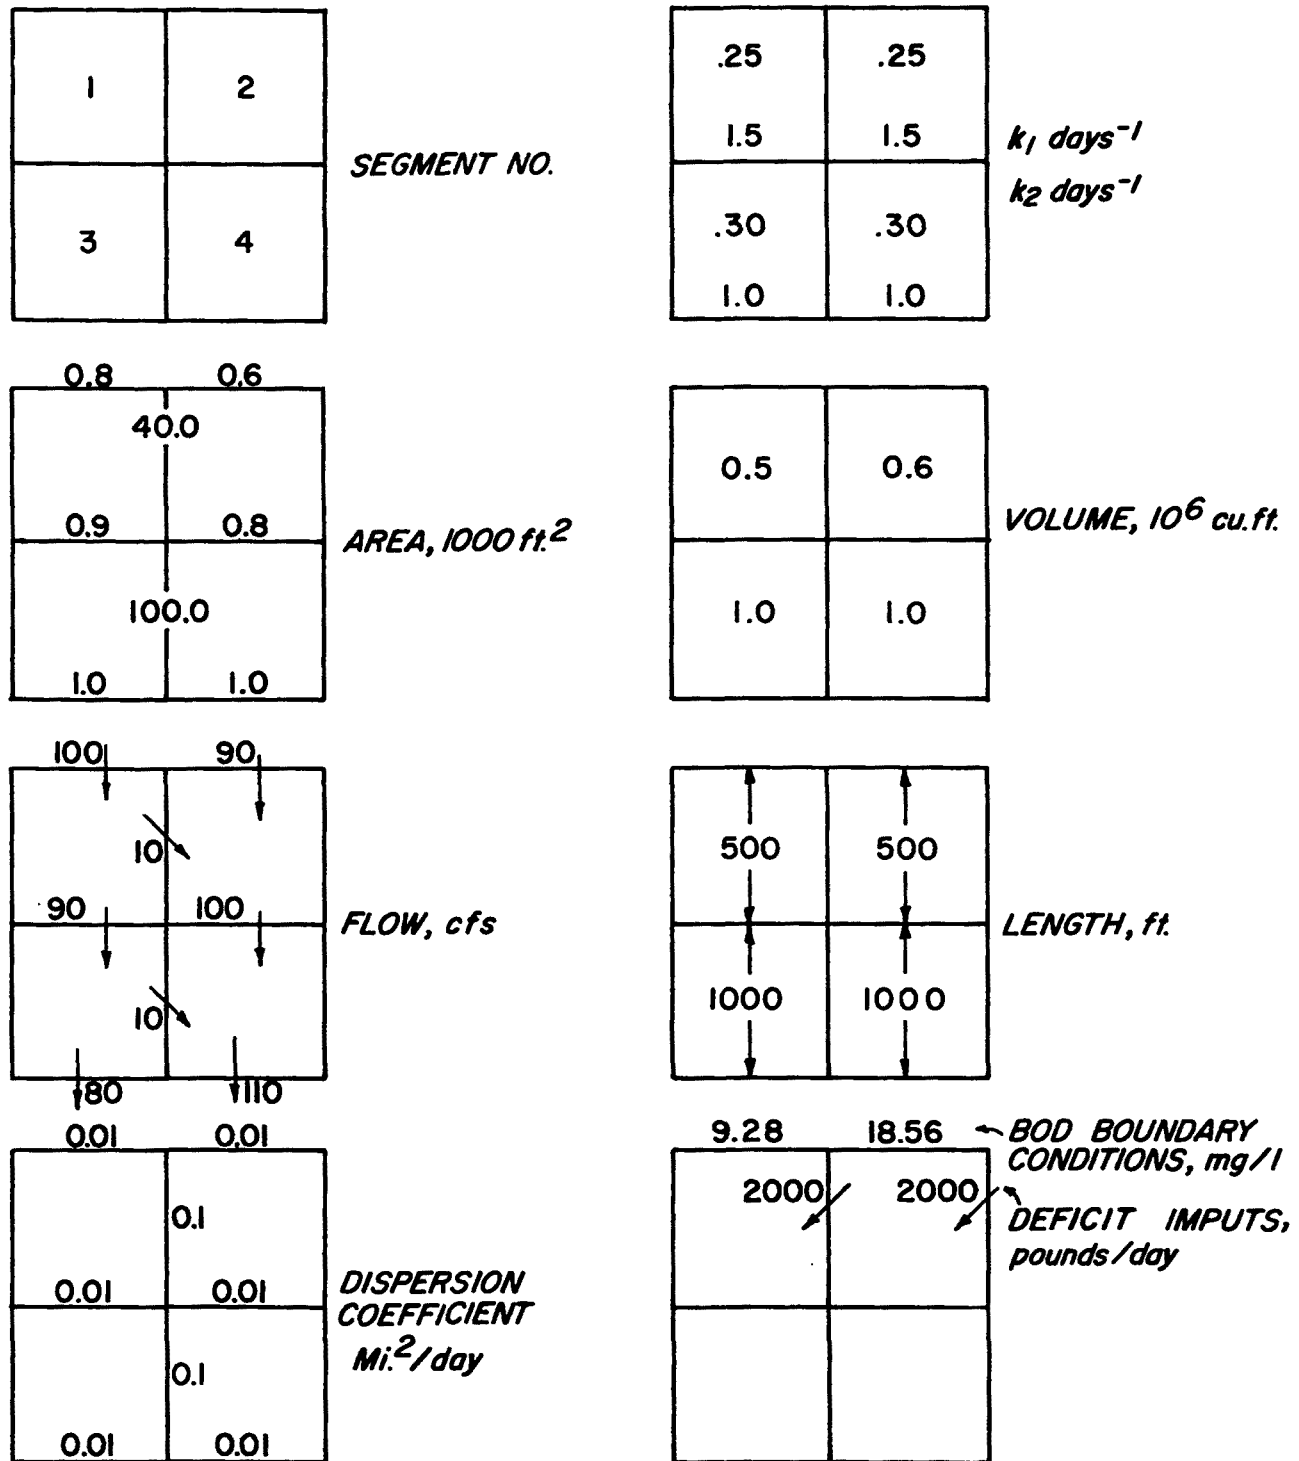 1 2
3 4
SEGMENT NO.
.25 .25
1.5 1.5
.30 .30
1.0 1.0
k1 days-1
k2 days-1
0.8 0.6
40.0
0.9 0.8
100.0
1.0 1.0
AREA, 1000 ft.2
0.5 0.6
1.0 1.0
VOLUME, 106 cu.ft.
100 90
10
90 100
10
80 110
FLOW, cfs
500 500
1000 1000
LENGTH, ft.
0.01 0.01
0.1
0.01 0.01
0.1
0.01 0.01
DISPERSION
COEFFICIENT
Mi.2/day
9.28 18.56
BOD BOUNDARY
CONDITIONS, mg/l
2000 2000
DEFICIT IMPUTS,
pounds/day